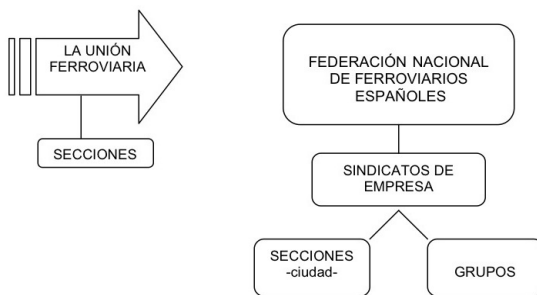 LA UNIÓN
FERROVIARIA
SECCIONES
FEDERACIÓN NACIONAL
DE FERROVIARIOS
ESPAÑOLES
SINDICATOS DE
EMPRESA
SECCIONES
-ciudad-
GRUPOS